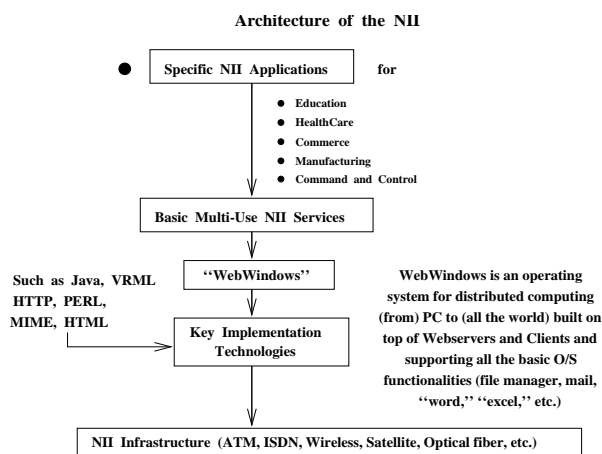 Architecture of the NII
● Specific NII Applications for
● Education
● HealthCare
● Commerce
● Manufacturing
● Command and Control
Basic Multi-Use NII Services
“WebWindows”
Such as Java, VRML
HTTP, PERL,
MIME, HTML
Key Implementation
Technologies
WebWindows is an operating
system for distributed computing
(from) PC to (all the world) built on
top of Webservers and Clients and
supporting all the basic O/S
functionalities (file manager, mail,
“word,” “excel,” etc.)
NII Infrastructure (ATM, ISDN, Wireless, Satellite, Optical fiber, etc.)